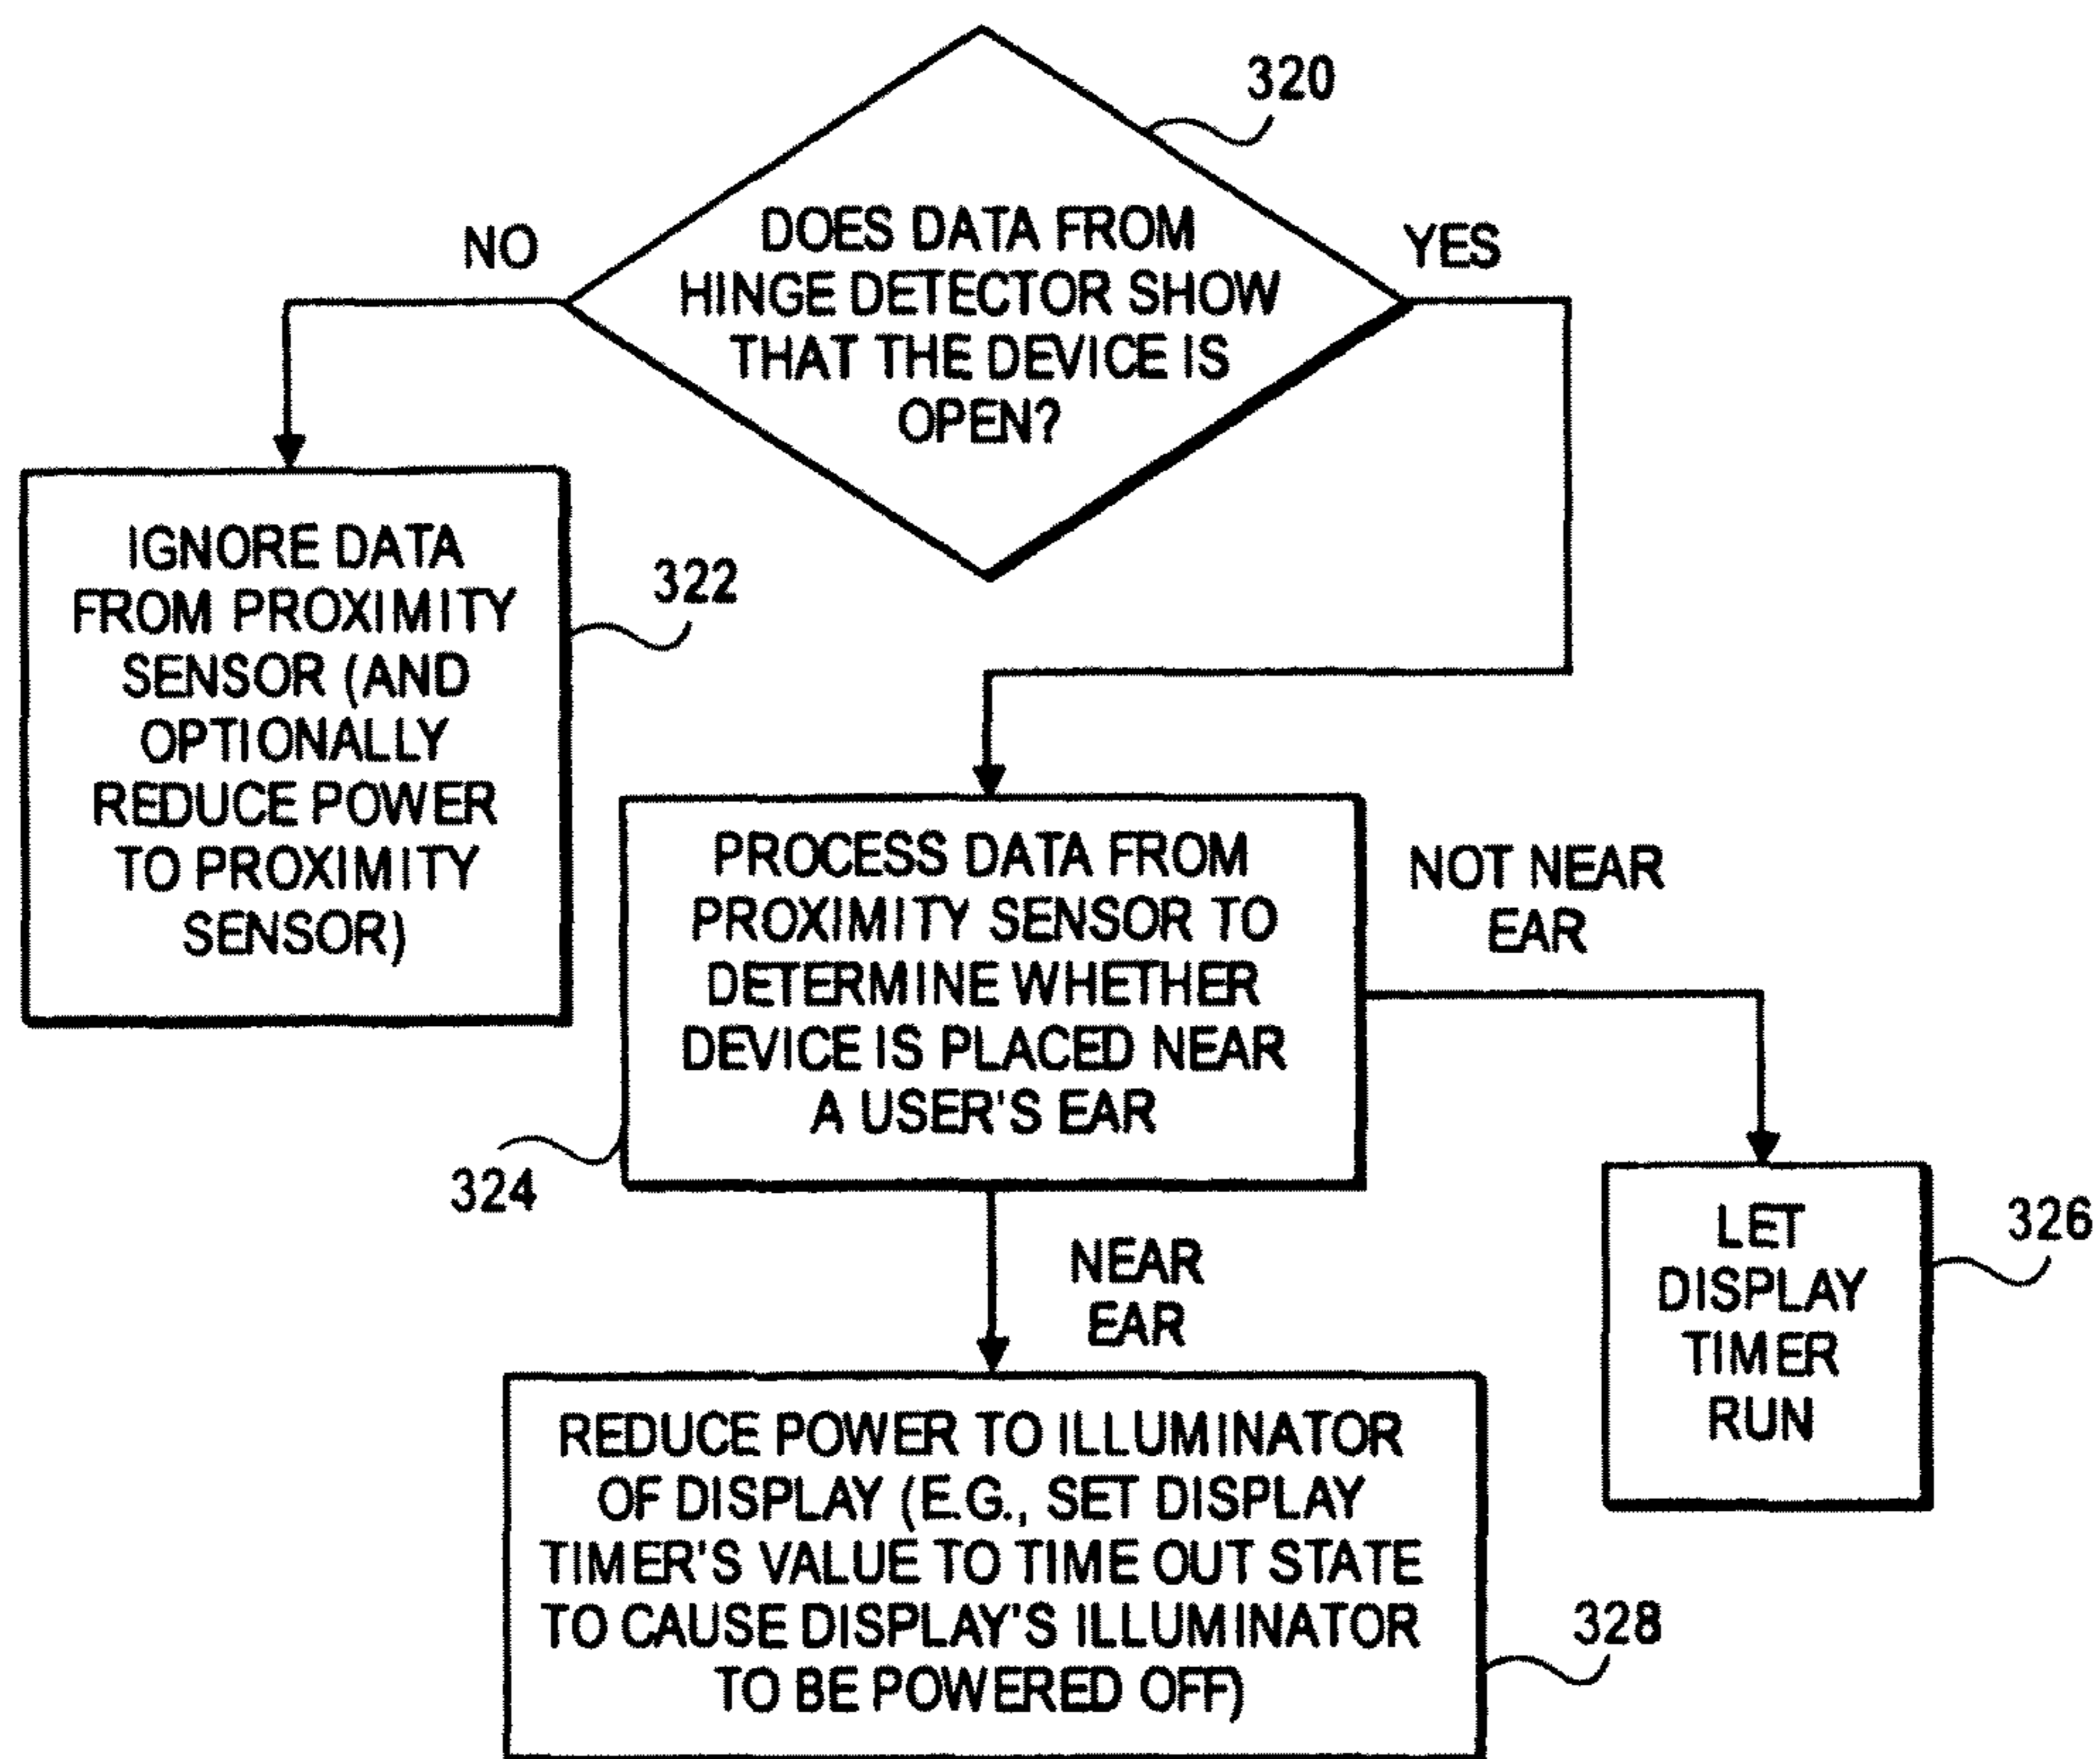 320
NO
YES
DOES DATA FROM
HINGE DETECTOR SHOW
THAT THE DEVICE IS
OPEN?
IGNORE DATA
FROM PROXIMITY
SENSOR (AND
OPTIONALLY
REDUCE POWER
TO PROXIMITY
SENSOR)
322
PROCESS DATA FROM
PROXIMITY SENSOR TO
DETERMINE WHETHER
DEVICE IS PLACED NEAR
A USER'S EAR
324
NOT NEAR
EAR
LET
DISPLAY
TIMER
RUN
326
NEAR
EAR
REDUCE POWER TO ILLUMINATOR
OF DISPLAY (E.G., SET DISPLAY
TIMER'S VALUE TO TIME OUT STATE
TO CAUSE DISPLAY'S ILLUMINATOR
TO BE POWERED OFF)
328